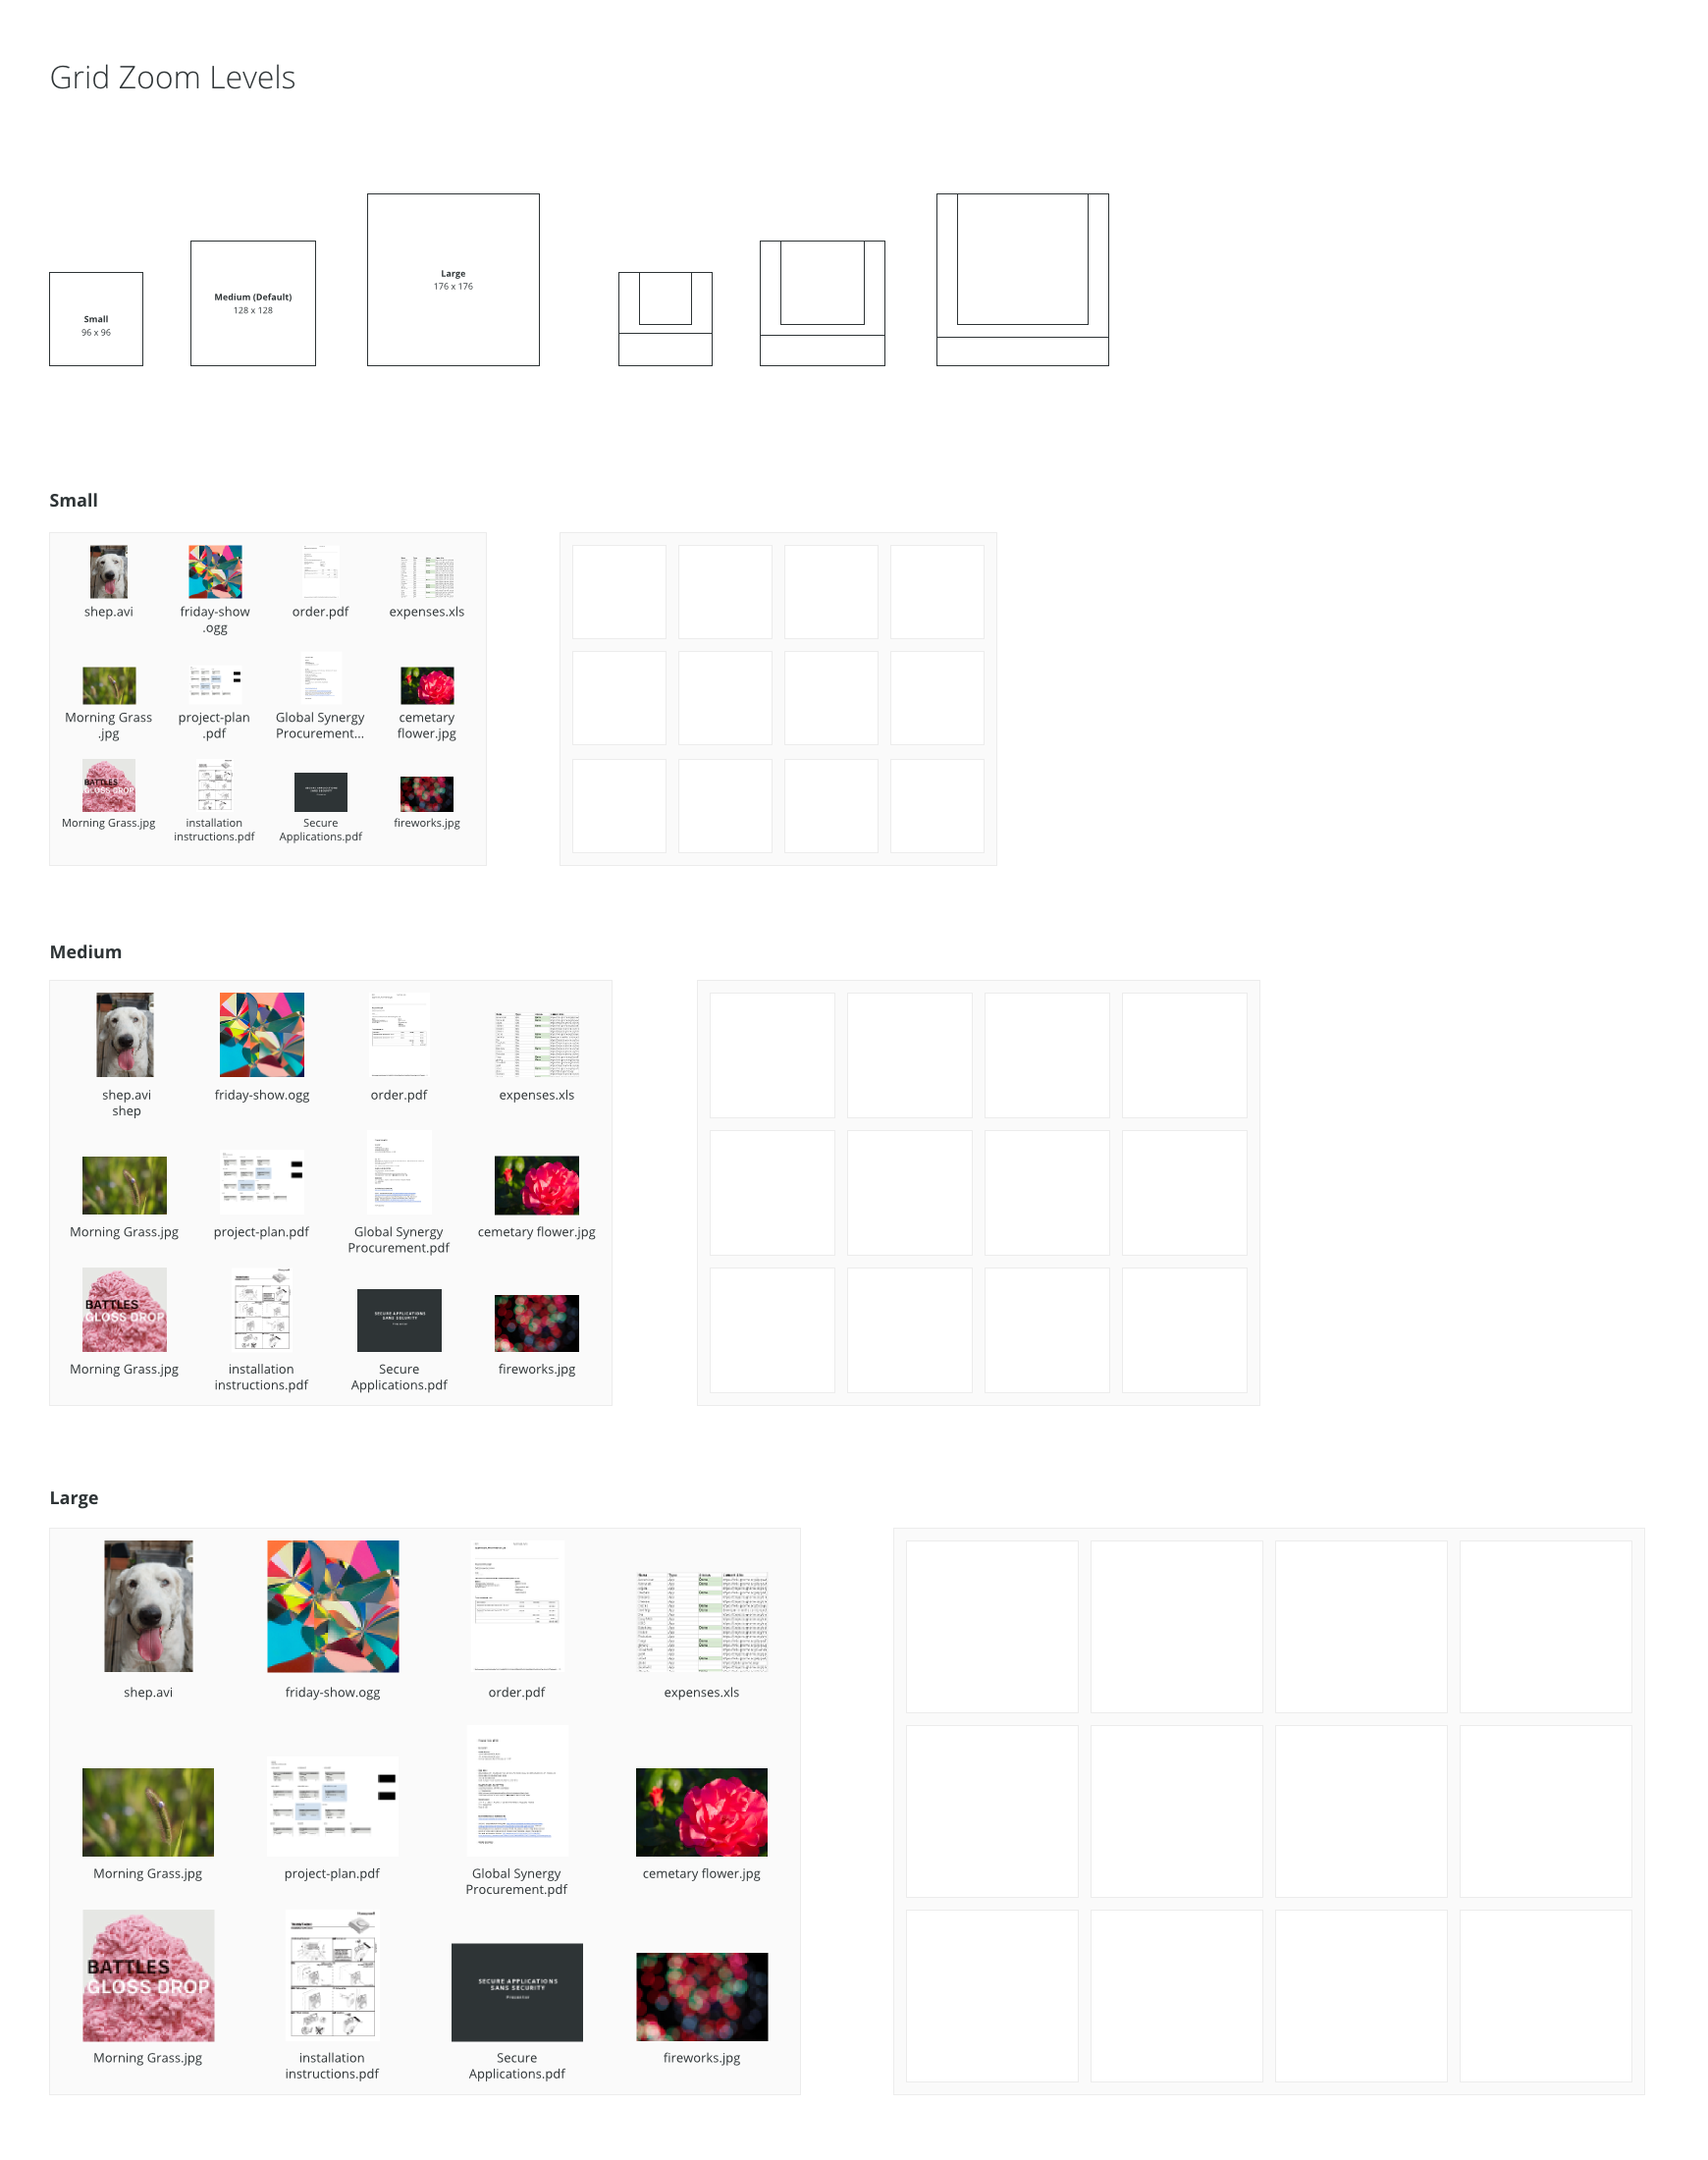 Grid Zoom Levels
Small
96 x 96
Medium (Default)
128 x 128
Large
176 x 176
Small
shep.avi
friday-show
.ogg
order.pdf
expenses.xls
Morning Grass
.jpg
project-plan
.pdf
Global Synergy
Procurement...
cemetary
flower.jpg
BATTLES
GLOSS DROP
Morning Grass.jpg
installation
instructions.pdf
SECURE APPLICATIONS
SANS SECURITY
Secure
Applications.pdf
fireworks.jpg
Medium
shep.avi
shep
friday-show.ogg
order.pdf
expenses.xls
Morning Grass.jpg
project-plan.pdf
Global Synergy
Procurement.pdf
cemetary flower.jpg
BATTLES
GLOSS DROP
Morning Grass.jpg
installation
instructions.pdf
SECURE APPLICATIONS
SANS SECURITY
Secure
Applications.pdf
fireworks.jpg
Large
shep.avi
friday-show.ogg
order.pdf
expenses.xls
Morning Grass.jpg
project-plan.pdf
Global Synergy
Procurement.pdf
cemetary flower.jpg
BATTLES
GLOSS DROP
Morning Grass.jpg
Honeywell
installation
instructions.pdf
SECURE APPLICATIONS
SANS SECURITY
Secure
Applications.pdf
fireworks.jpg